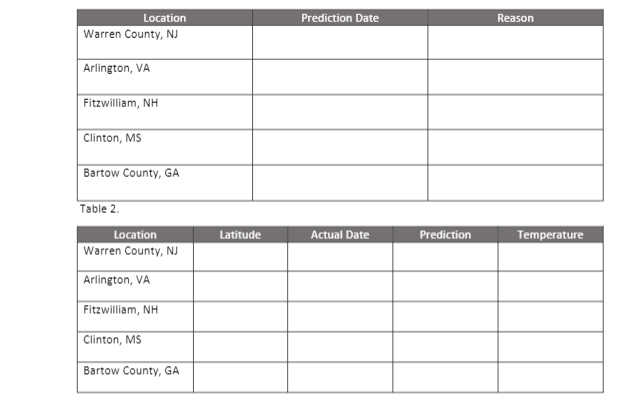 Location Prediction Date Reason
Warren County, NJ
Arlington, VA
Fitzwilliam, NH
Clinton, MS
Bartow County, GA
Table 2.
Location Latitude Actual Date Prediction Temperature
Warren County, NJ
Arlington, VA
Fitzwilliam, NH
Clinton, MS
Bartow County, GA